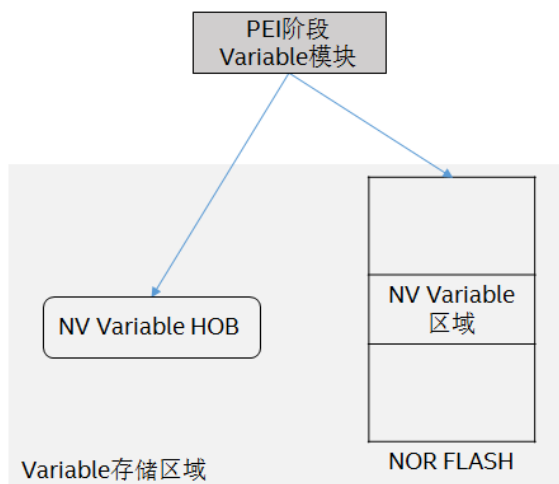 PEI阶段
Variable模块
NV Variable HOB
NV Variable
区域
NOR FLASH
Variable存储区域